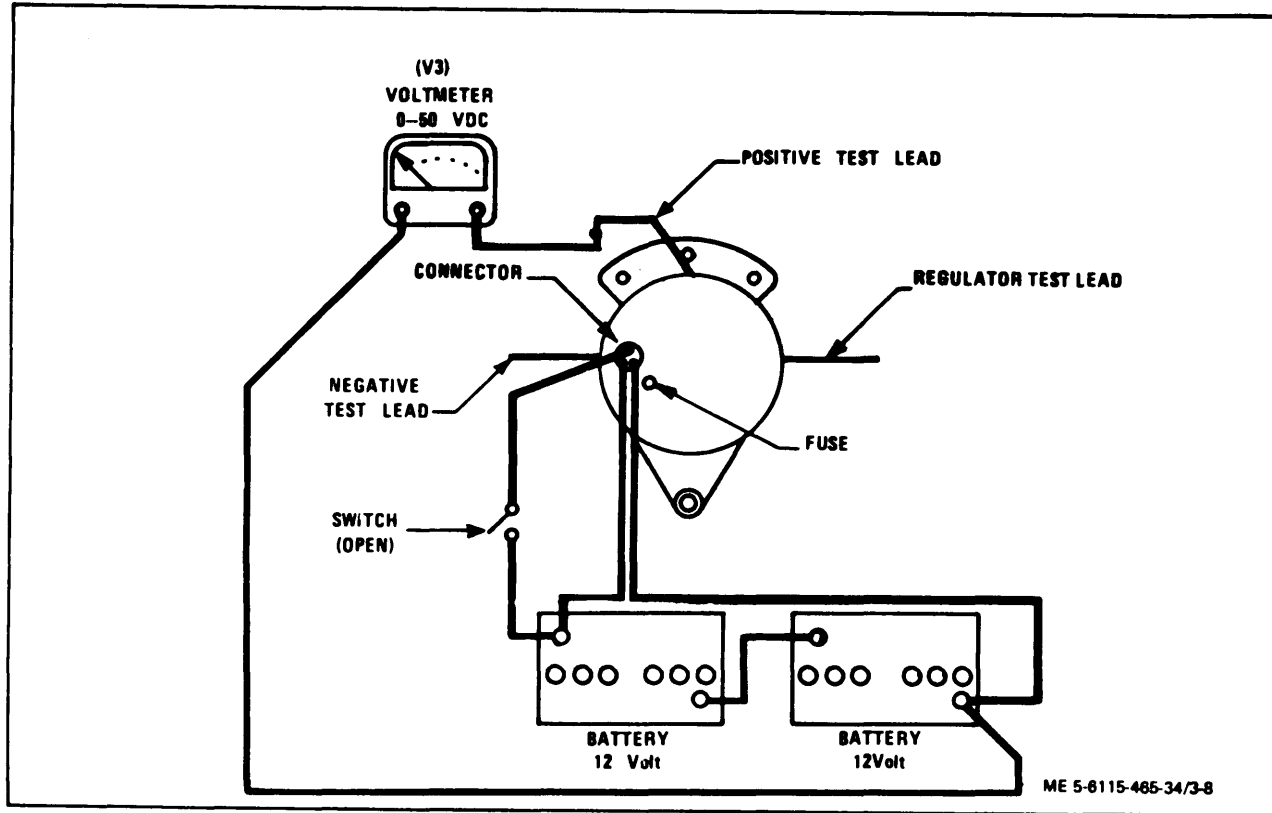 (V3)
VOLTMETER
0-50 VDC
POSITIVE TEST LEAD
CONNECTOR
REGULATOR TEST LEAD
NEGATIVE
TEST LEAD
FUSE
SWITCH
(OPEN)
BATTERY
12 Volt
BATTERY
12Volt
ME 5-6115-465-34/3-8